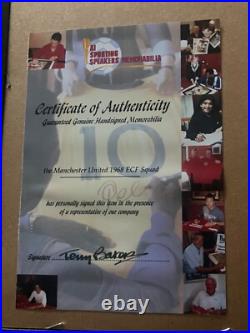 A1
SPORTING
SPEAKERS MEMORABILIA
Certificate of Authenticity
Guaranteed Genuine Handsigned Memorabilia
10
the Manchester United 1968 ECF Squad
has personally signed this item in the presence
of a representative of our company
Signature